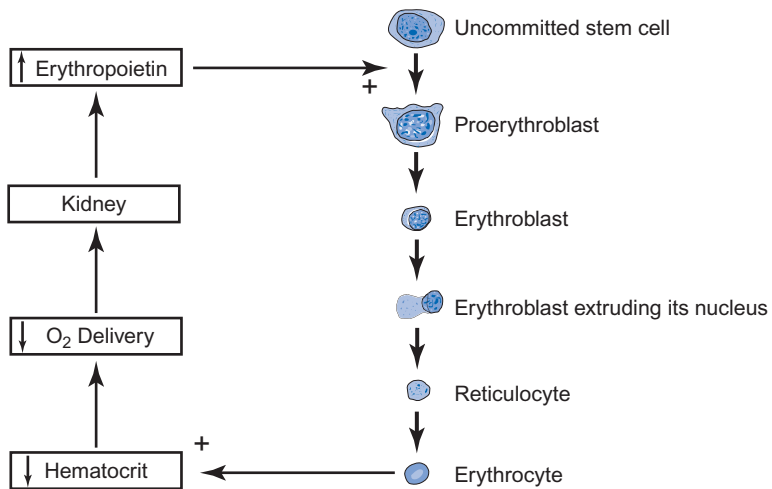 Uncommitted stem cell
↑ Erythropoietin
+
Proerythroblast
Kidney
Erythroblast
Erythroblast extruding its nucleus
↓ O₂ Delivery
Reticulocyte
+
↓ Hematocrit
Erythrocyte